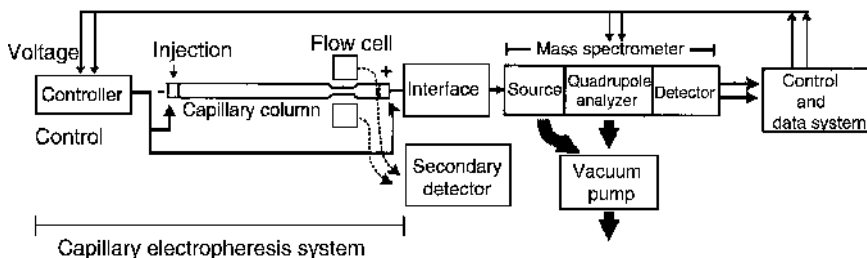 Voltage
Injection
Flow cell
Mass spectrometer
Controller
-
+
Capillary column
Interface
Source
Quadrupole
analyzer
Detector
Control
and
data system
Control
Secondary
detector
Vacuum
pump
Capillary electropheresis system